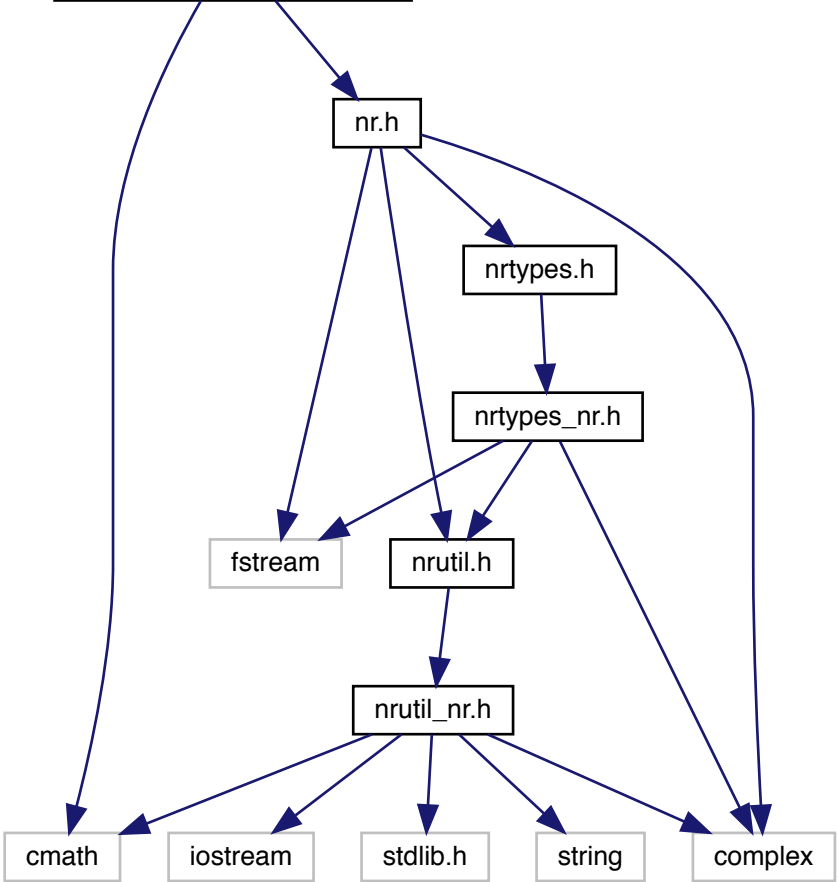 nr.h
nrtypes.h
nrtypes_nr.h
fstream
nrutil.h
nrutil_nr.h
cmath
iostream
stdlib.h
string
complex